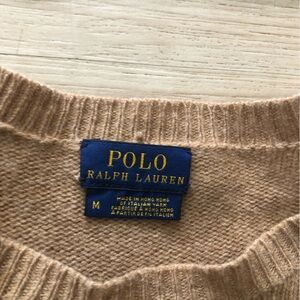 POLO
RALPH LAUREN
M
MADE IN HONG KONG
OF ITALIAN YARN
FABRIQUÉ À HONG KONG
À PARTIR DE FIL ITALIEN